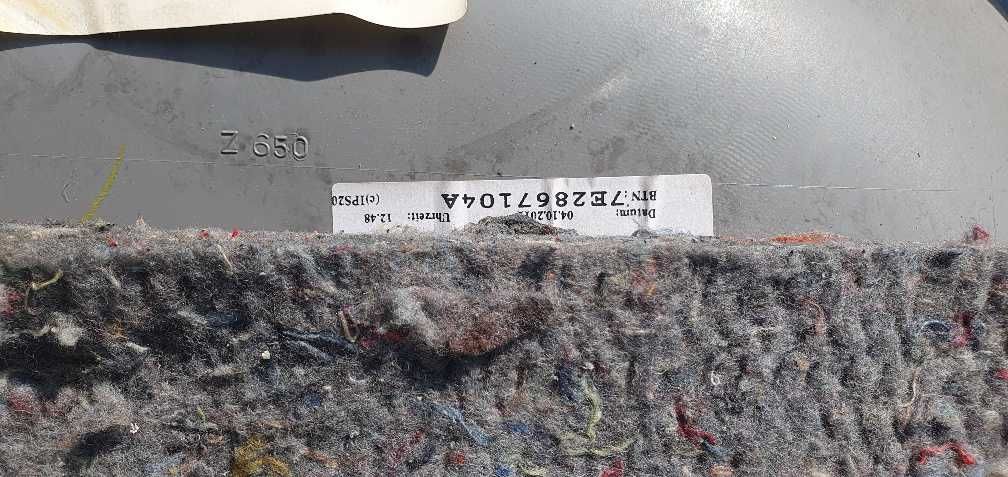 Z 650
Datum: 04.10.201 Uhrzeit: 12.48
BTN.:7E2867104A (c)IPS20